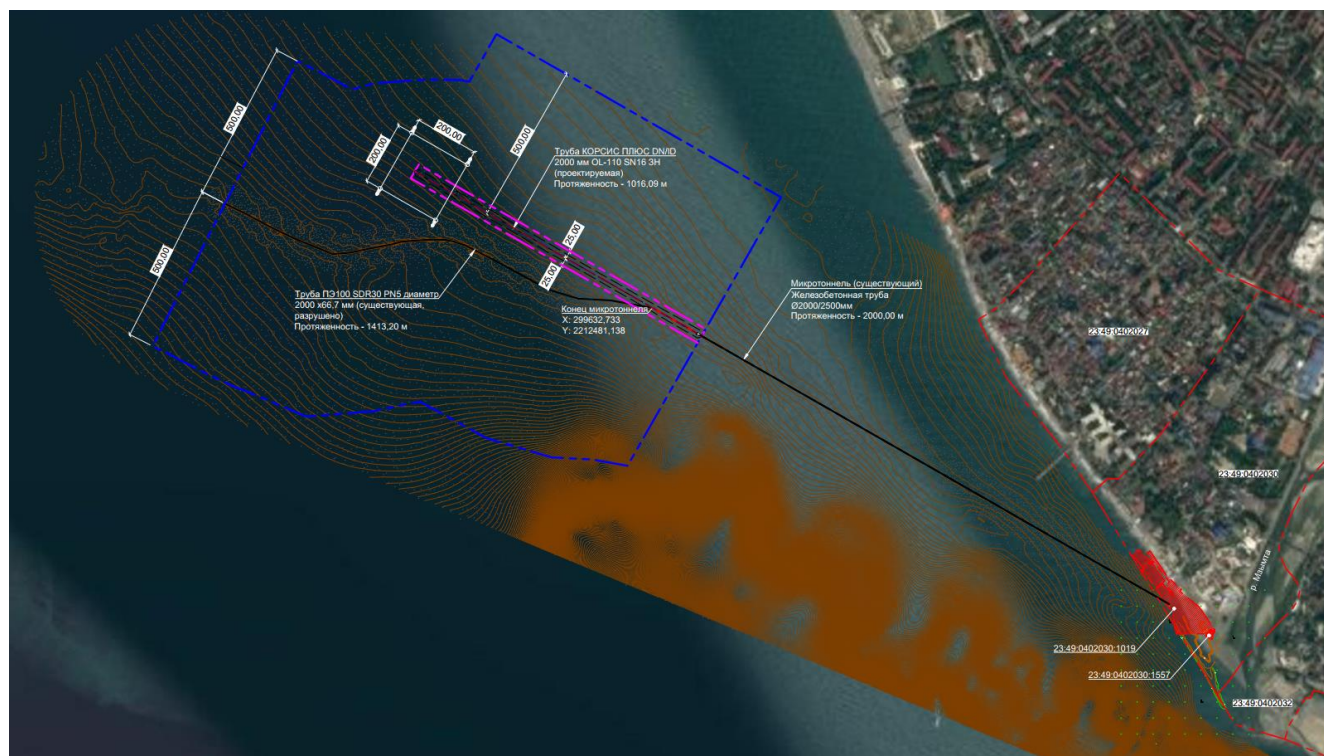 500,00
200,00
200,00
500,00
Труба КОРСИС ПЛЮС DN/ID
2000 мм OL-110 SN16 ЗН
(проектируемая)
Протяженность - 1016,09 м
25,00
25,00
500,00
Труба ПЭ100 SDR30 PN5 диаметр
2000 х66,7 мм (существующая,
разрушено)
Протяженность - 1413,20 м
Конец микротоннеля
X: 299632,733
Y: 2212481,138
Микротоннель (существующий)
Железобетонная труба
Ø2000/2500мм
Протяженность - 2000,00 м
23:49:0402027
23:49:0402030
р. Мзымта
23:49:0402030:1019
23:49:0402030:1557
23:49:0402032